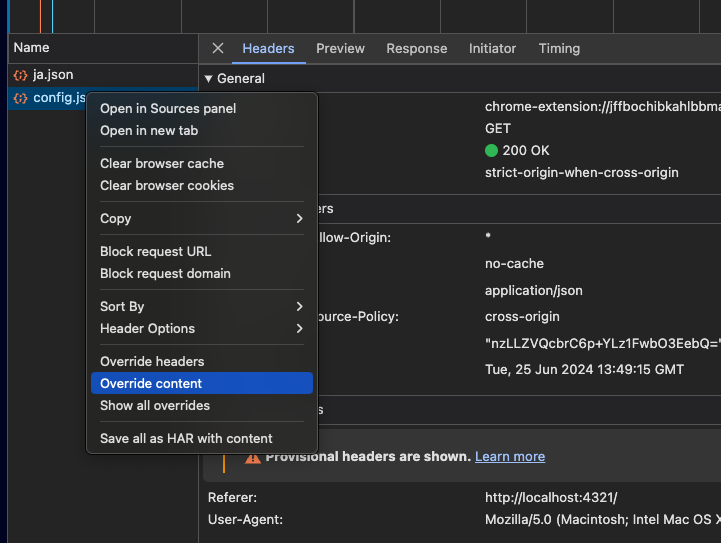 Name
Headers Preview Response Initiator Timing
ja.json
General
config.js
chrome-extension://jffbochibkahlbbma
Open in Sources panel
GET
Open in new tab
200 OK
Clear browser cache
strict-origin-when-cross-origin
Clear browser cookies
Copy
ers
llow-Origin:
*
Block request URL
no-cache
Block request domain
application/json
Sort By
ource-Policy:
cross-origin
Header Options
"nzLLZVQcbrC6p+YLz1FwbO3EebQ="
Override headers
Tue, 25 Jun 2024 13:49:15 GMT
Override content
Show all overrides
s
Save all as HAR with content
Provisional headers are shown. Learn more
Referer: http://localhost:4321/
User-Agent: Mozilla/5.0 (Macintosh; Intel Mac OS X